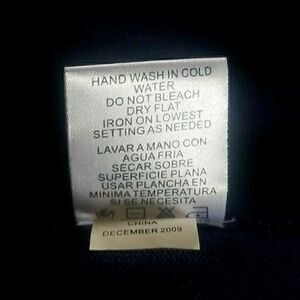 HAND WASH IN COLD
WATER
DO NOT BLEACH
DRY FLAT
IRON ON LOWEST
SETTING AS NEEDED
LAVAR A MANO CON
AGUA FRIA
SECAR SOBRE
SUPERFICIE PLANA
USAR PLANCHA EN
MINIMA TEMPERATURA
SI SE NECESITA
CHINA
DECEMBER 2009